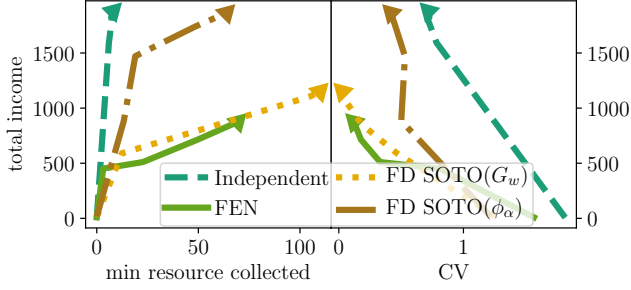 total income
1500 1500
1000 1000
500 500
0 0
Independent FD SOTO(G_w)
FEN FD SOTO(ϕ_α)
0 50 100 0 1
min resource collected CV